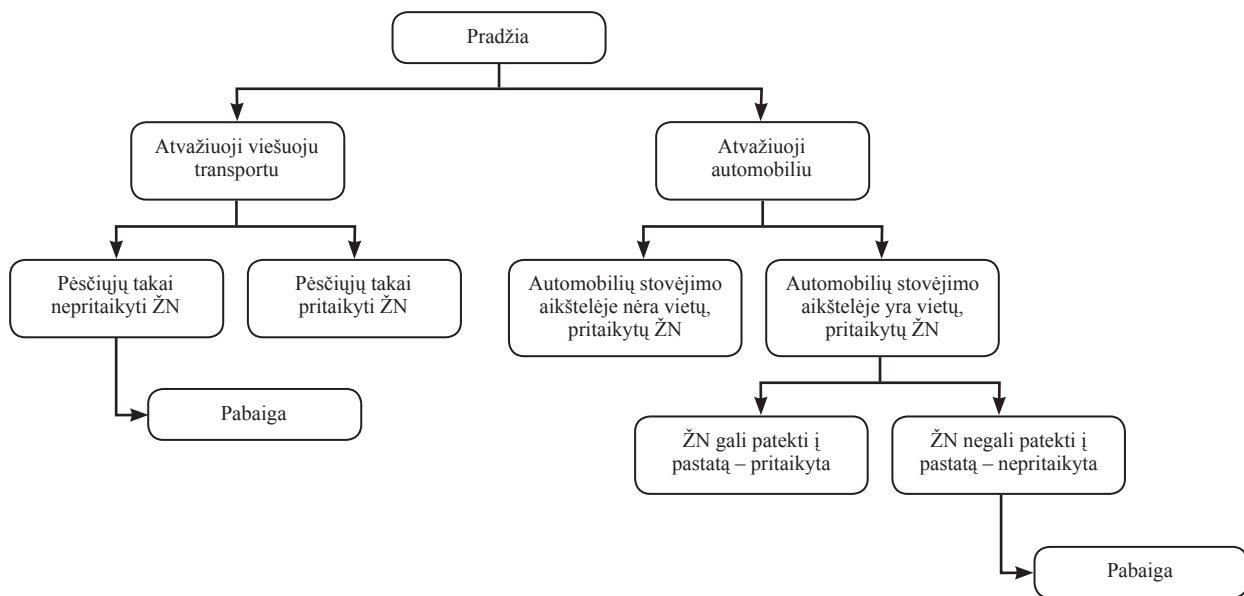 Pradžia
Atvažiuoji viešuoju
transportu
Atvažiuoji
automobiliu
Pėsčiųjų takai
nepritaikyti ŽN
Pėsčiųjų takai
pritaikyti ŽN
Automobilių stovėjimo
aikštelėje nėra vietų,
pritaikytų ŽN
Automobilių stovėjimo
aikštelėje yra vietų,
pritaikytų ŽN
Pabaiga
ŽN gali patekti į
pastatą – pritaikyta
ŽN negali patekti į
pastatą – nepritaikyta
Pabaiga